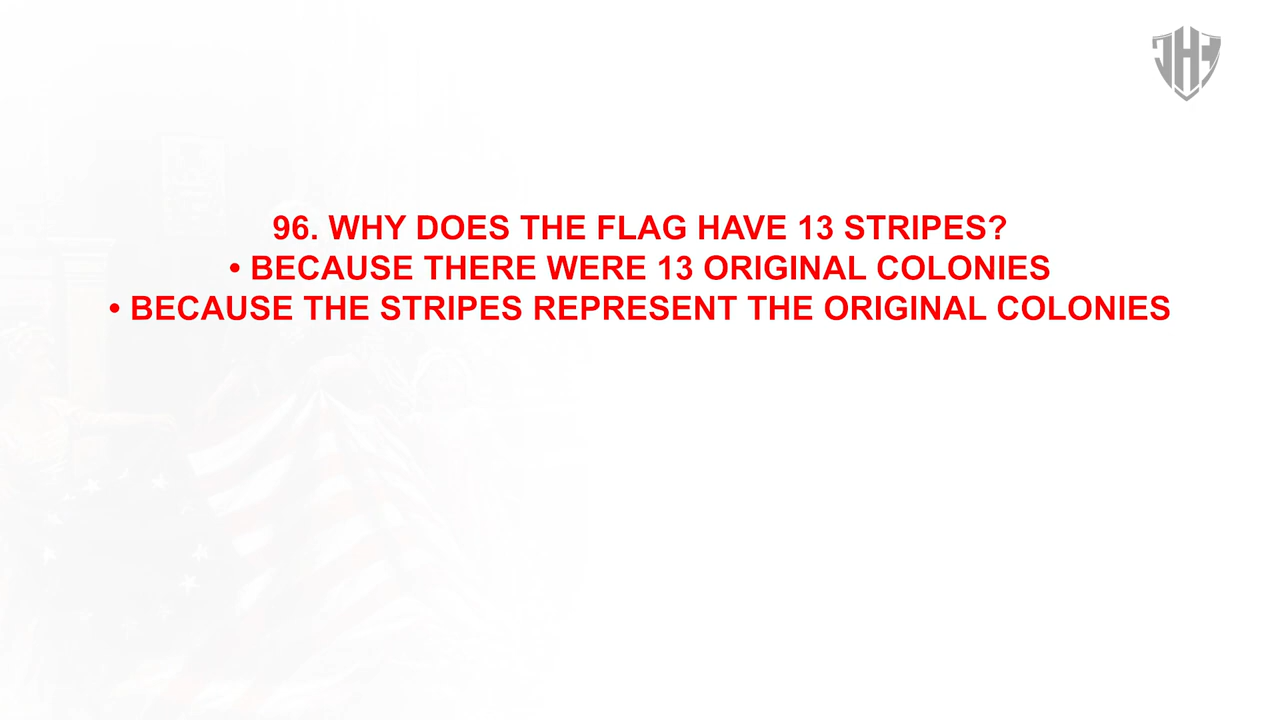 96. WHY DOES THE FLAG HAVE 13 STRIPES?
• BECAUSE THERE WERE 13 ORIGINAL COLONIES
• BECAUSE THE STRIPES REPRESENT THE ORIGINAL COLONIES